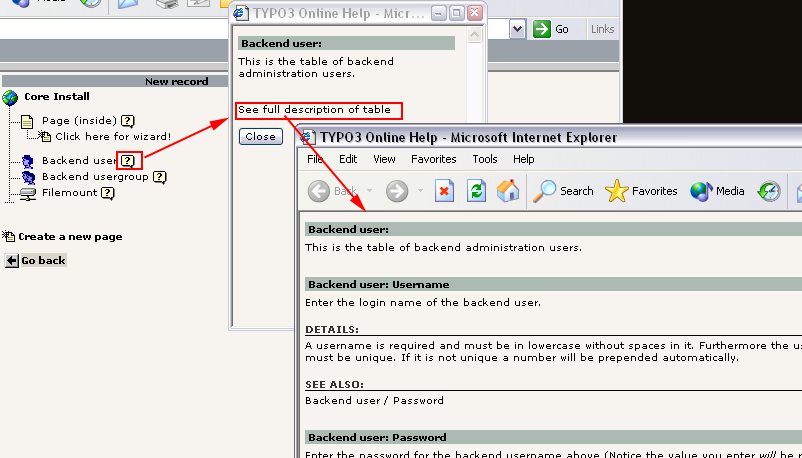 Media
Go
Links
New record
Core Install
Page (inside)
Click here for wizard!
Backend user
Backend usergroup
Filemount
Create a new page
Go back
TYPO3 Online Help - Micr...
Backend user:
This is the table of backend
administration users.
See full description of table
Close
TYPO3 Online Help - Microsoft Internet Explorer
File Edit View Favorites Tools Help
Back Search Favorites Media
Backend user:
This is the table of backend administration users.
Backend user: Username
Enter the login name of the backend user.
DETAILS:
A username is required and must be in lowercase without spaces in it. Furthermore the u
must be unique. If it is not unique a number will be prepended automatically.
SEE ALSO:
Backend user / Password
Backend user: Password
Enter the password for the backend username above (Notice the value you enter will be